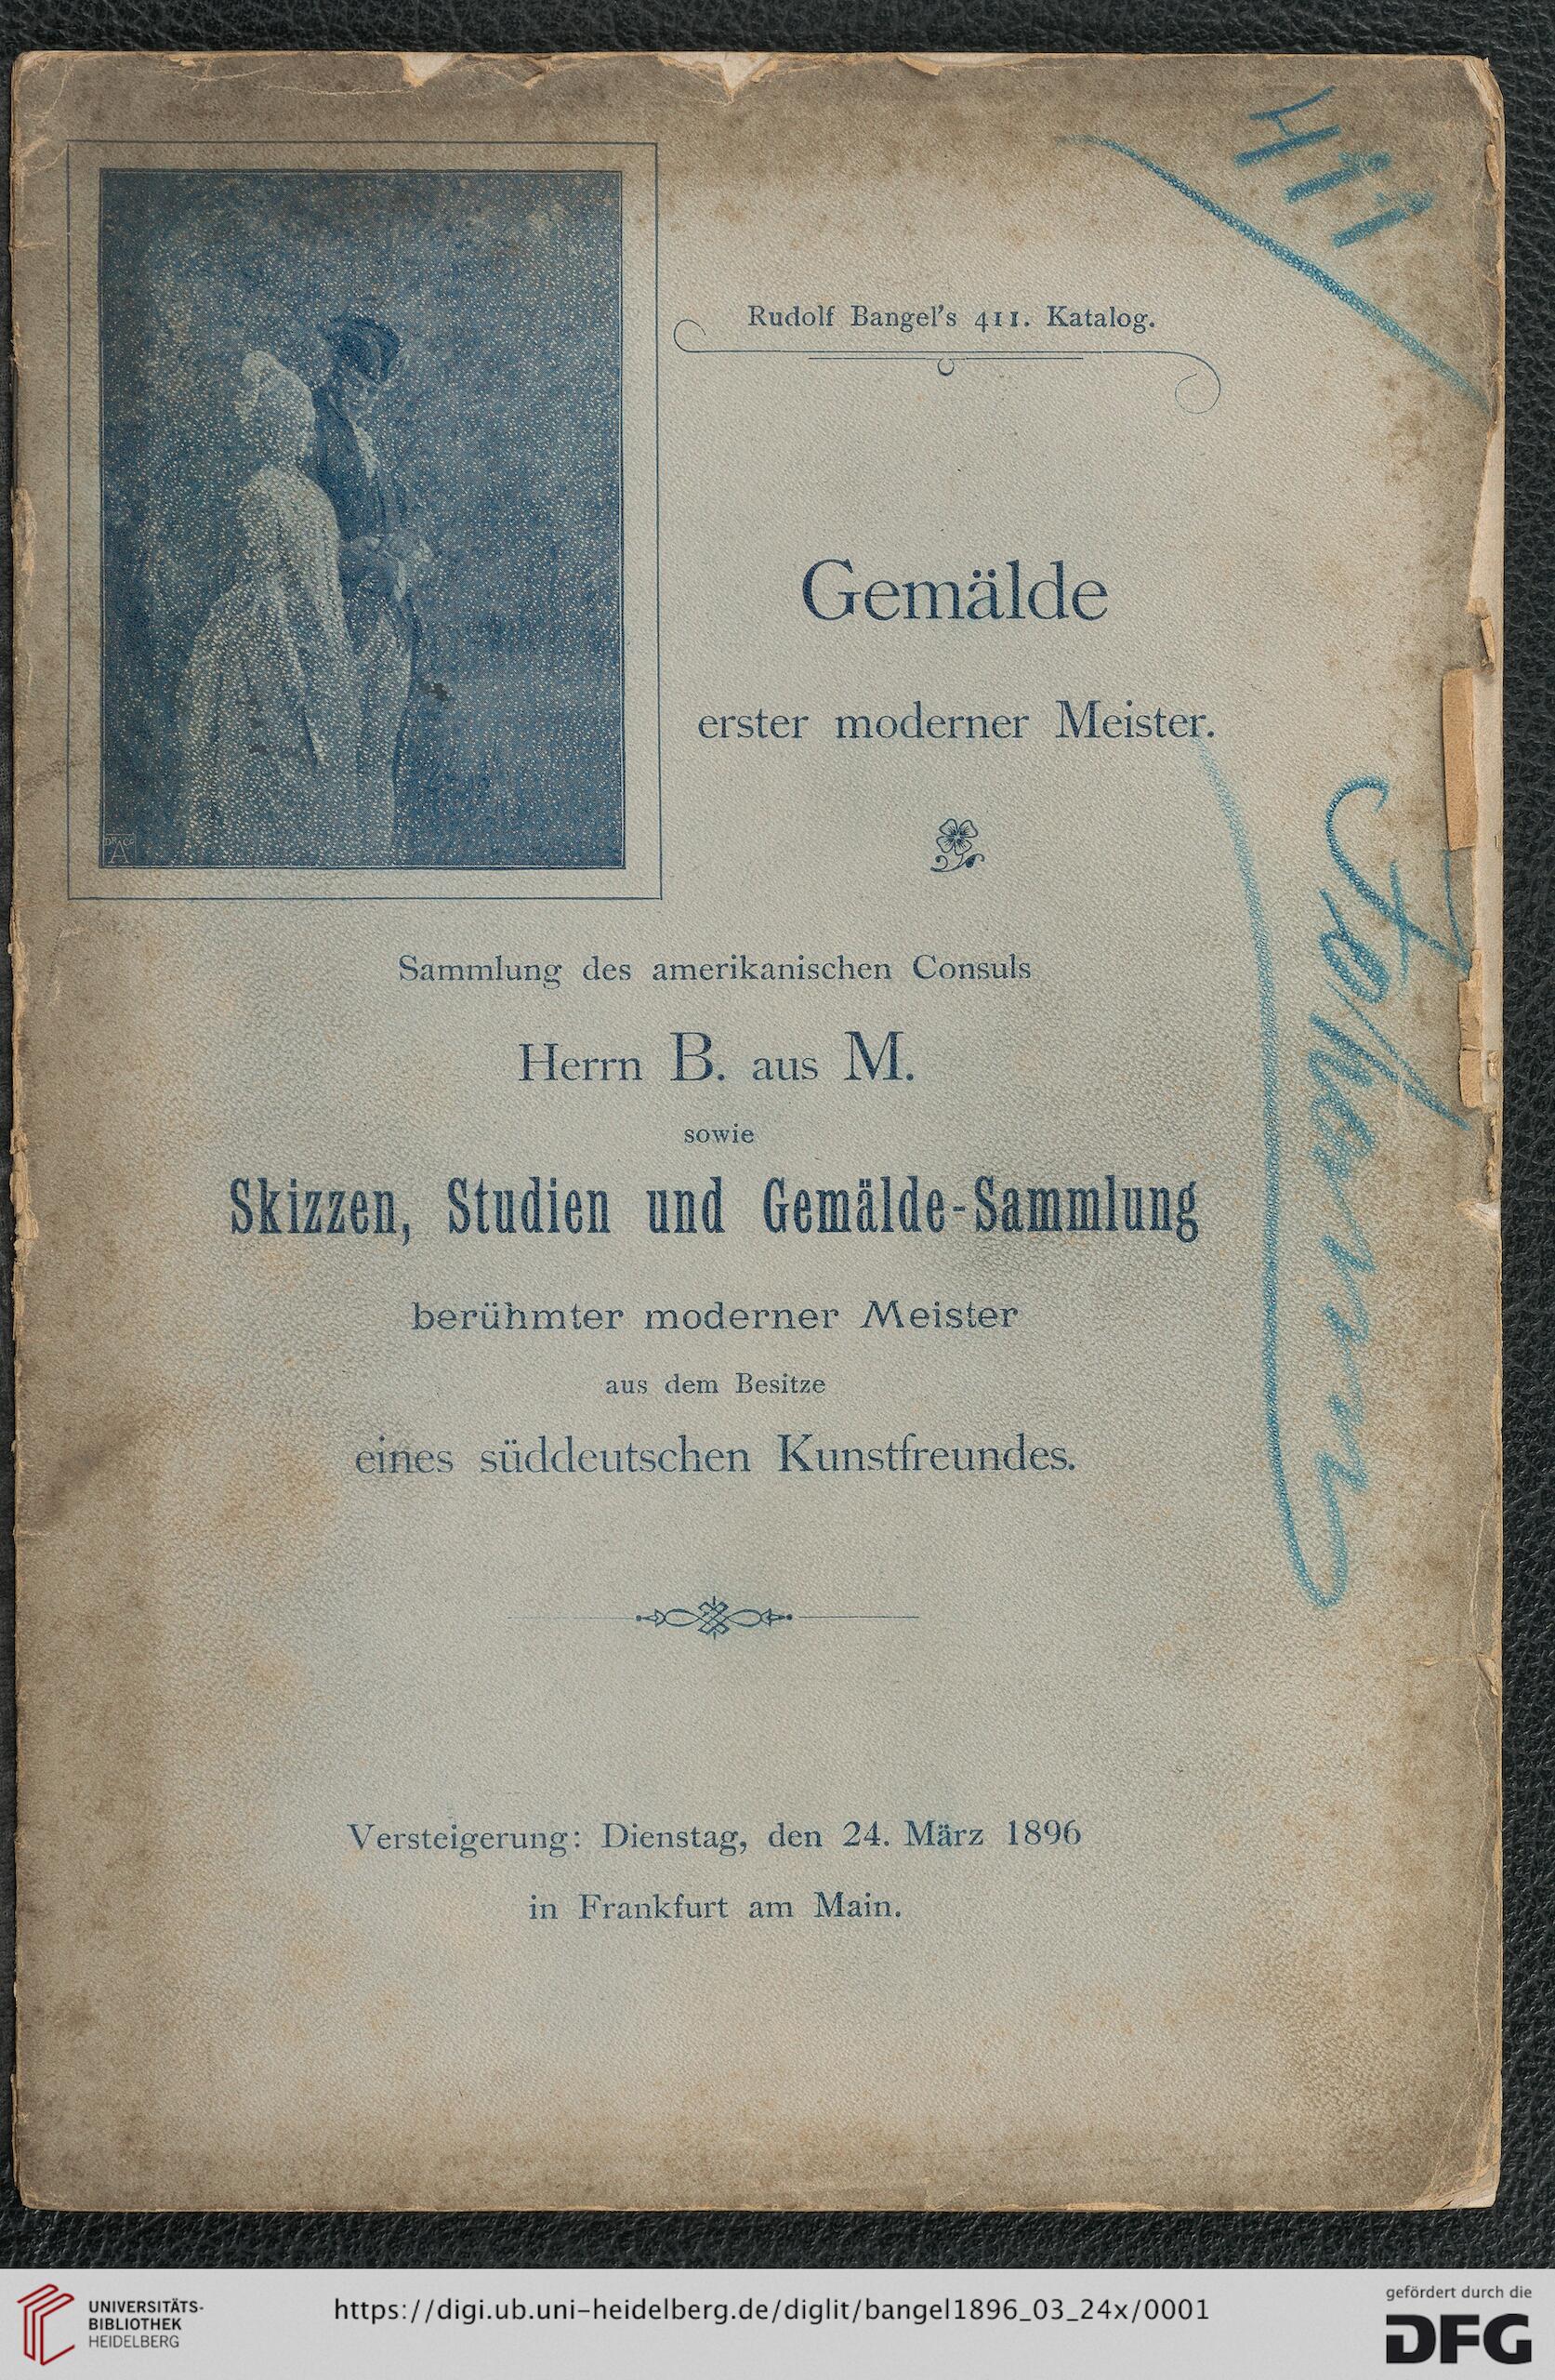 411
Rudolf Bangel's 411. Katalog.
Gemälde
erster moderner Meister.
Sammlung des amerikanischen Consuls
Herrn B. aus M.
sowie
Skizzen, Studien und Gemälde-Sammlung
berühmter moderner Meister
aus dem Besitze
eines süddeutschen Kunstfreundes.
Versteigerung: Dienstag, den 24. März 1896
in Frankfurt am Main.
UNIVERSITÄTS-
BIBLIOTHEK
HEIDELBERG
https://digi.ub.uni-heidelberg.de/diglit/bangel1896_03_24x/0001
gefördert durch die
DFG